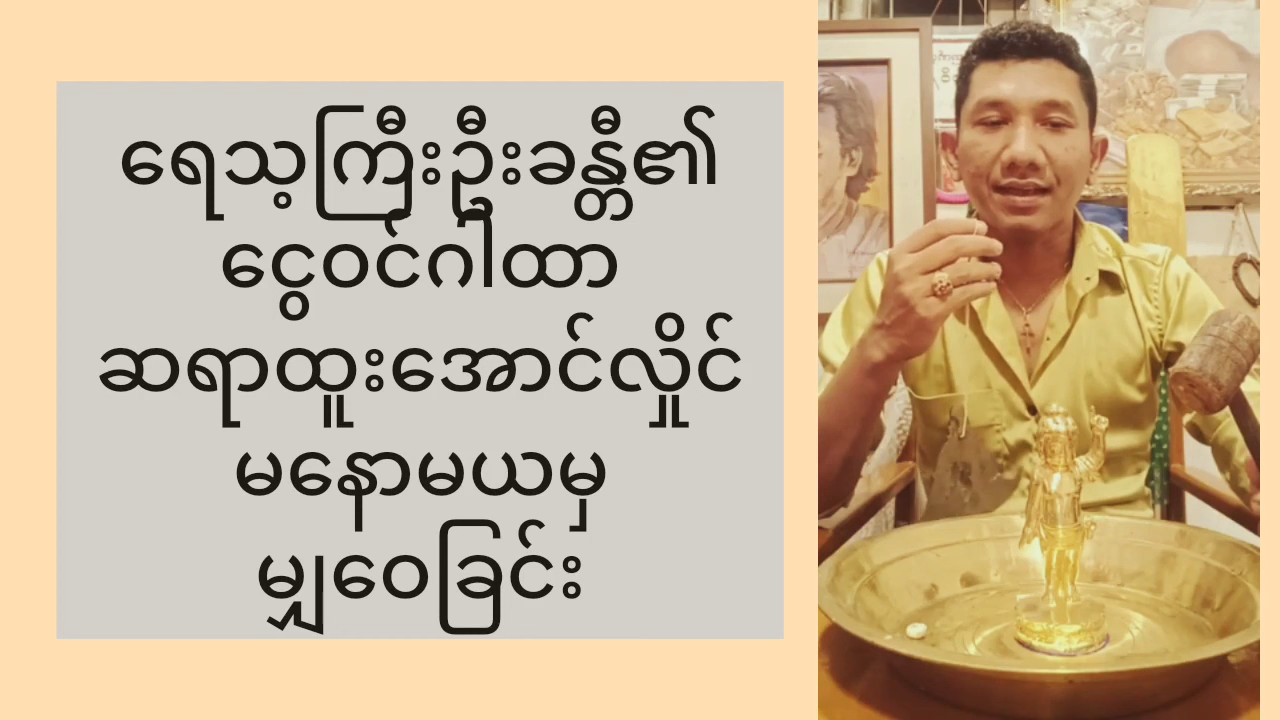 ရေသ့ကြီးဦးခန္တီ၏
ငွေဝင်ဂါထာ
ဆရာထူးအောင်လှိုင်
မနောမယမှ
မျှဝေခြင်း